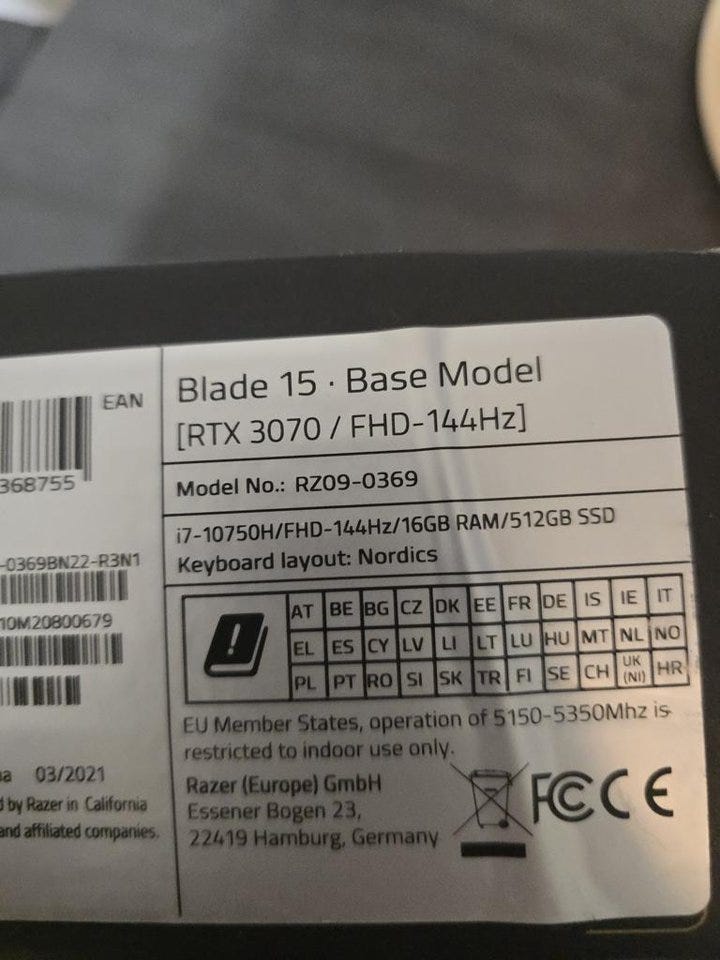 EAN
368755
-0369BN22-R3N1
10M20800679
03/2021
by Razer in California
and affiliated companies.
Blade 15 · Base Model
[RTX 3070 / FHD-144Hz]
Model No.: RZ09-0369
i7-10750H/FHD-144Hz/16GB RAM/512GB SSD
Keyboard layout: Nordics
AT BE BG CZ DK EE FR DE IS IE IT
EL ES CY LV LI LT LU HU MT NL NO
PL PT RO SI SK TR FI SE CH UK (NI) HR
EU Member States, operation of 5150-5350Mhz is
restricted to indoor use only.
Razer (Europe) GmbH
Essener Bogen 23,
22419 Hamburg, Germany
FC CE